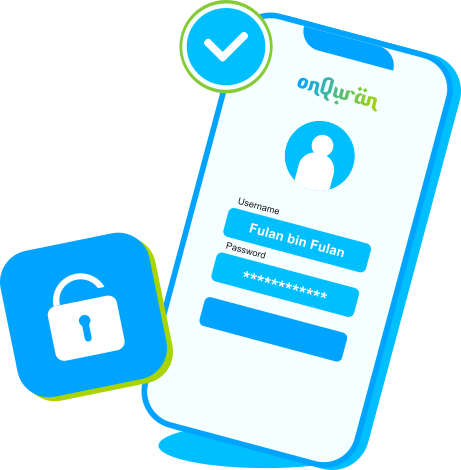 onQurän
Username
Fulan bin Fulan
Password
************